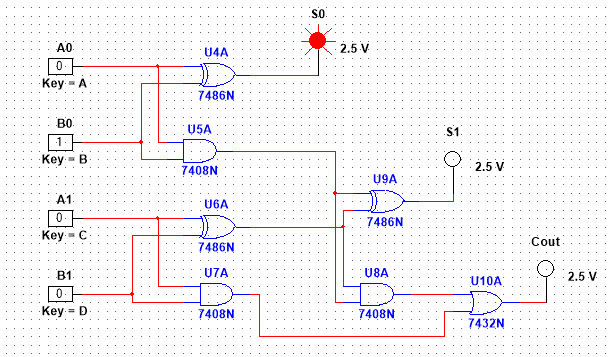 S0
2.5 V
A0
0
Key = A
U4A
7486N
B0
1
Key = B
U5A
7408N
S1
2.5 V
U9A
7486N
A1
0
Key = C
U6A
7486N
Cout
2.5 V
B1
0
Key = D
U7A
7408N
U8A
7408N
U10A
7432N